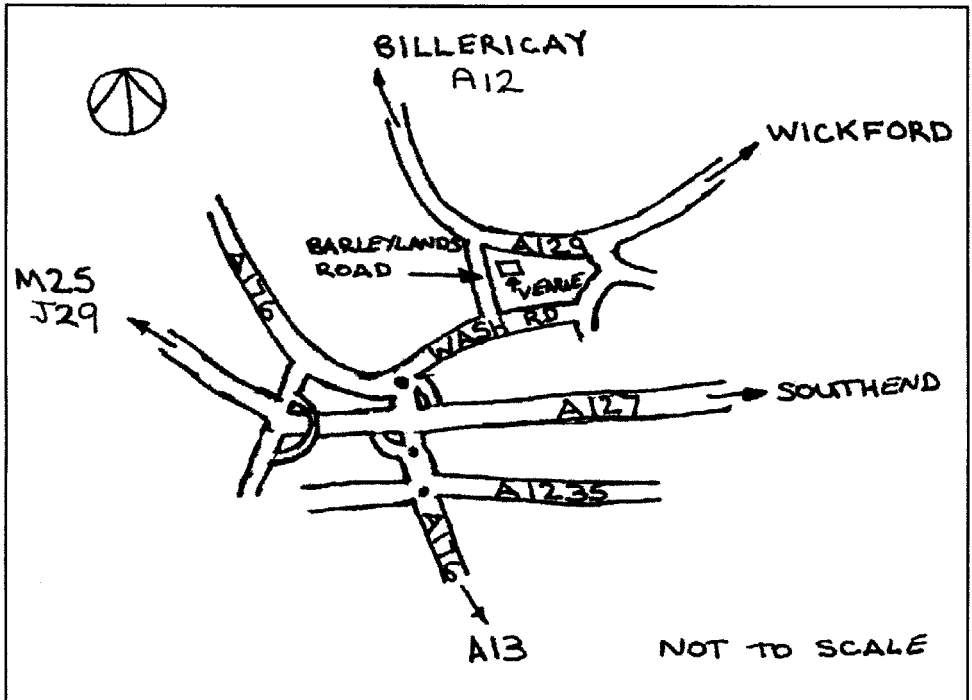 BILLERICAY
A12
WICKFORD
A129
BARLEYLANDS
ROAD
VENUE
A176
M25
J29
WASH RD
SOUTHEND
A127
A1235
A176
A13
NOT TO SCALE